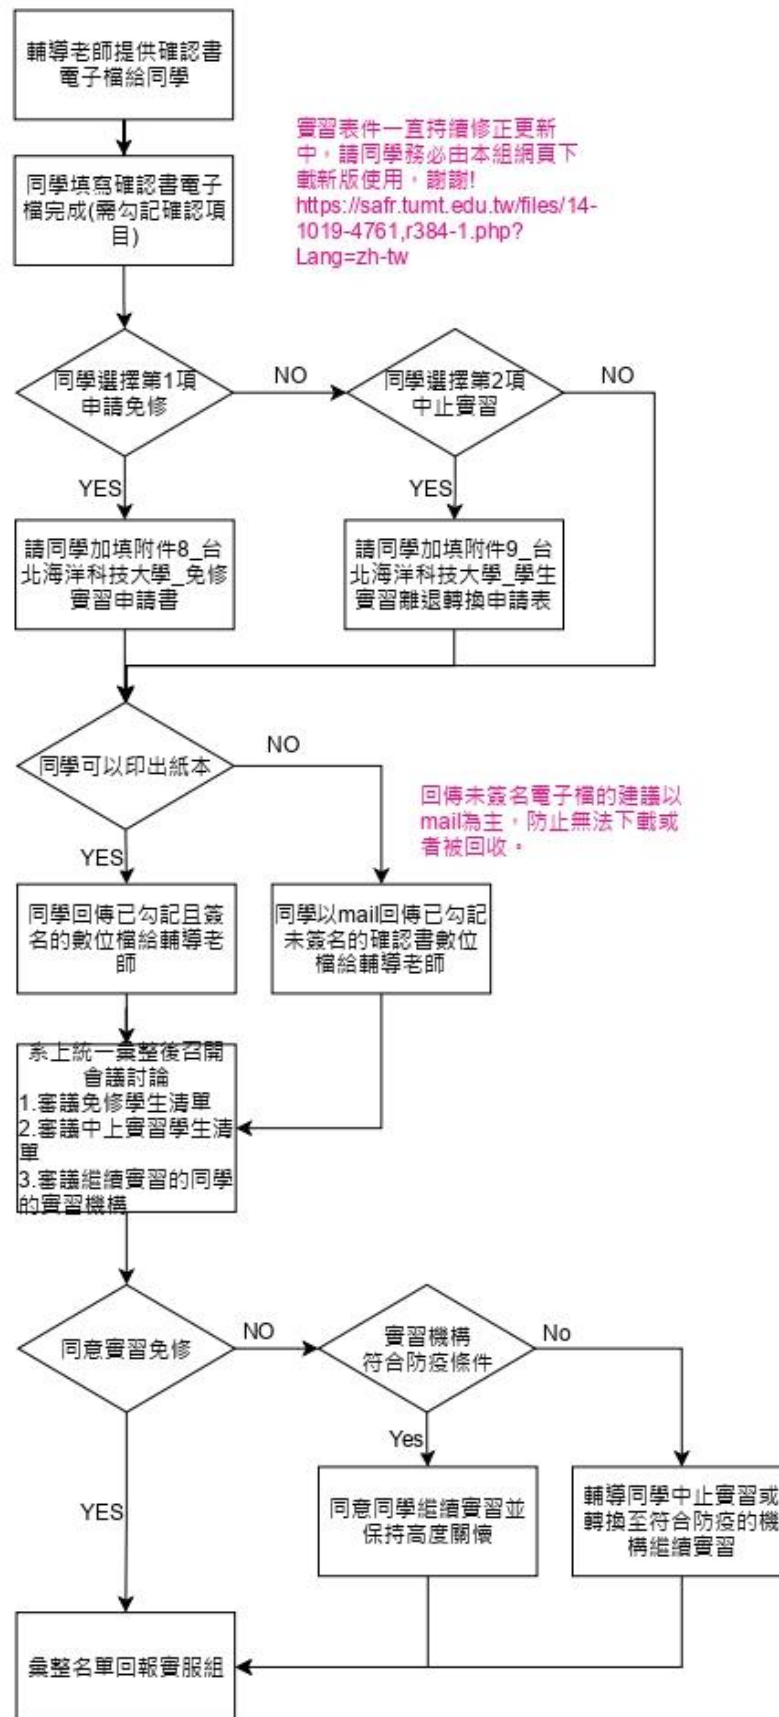 輔導老師提供確認書
電子檔給同學
實習表件一直持續修正更新
中，請同學務必由本組網頁下
載新版使用，謝謝!
https://safr.tumt.edu.tw/files/14-
1019-4761,r384-1.php?
Lang=zh-tw
同學填寫確認書電子
檔完成(需勾記確認項
目)
同學選擇第1項
申請免修
NO
同學選擇第2項
中止實習
NO
YES
YES
請同學加填附件8_台
北海洋科技大學_免修
實習申請書
請同學加填附件9_台
北海洋科技大學_學生
實習離退轉換申請表
同學可以印出紙本
NO
YES
回傳未簽名電子檔的建議以
mail為主，防止無法下載或
者被回收。
同學回傳已勾記且簽
名的數位檔給輔導老
師
同學以mail回傳已勾記
未簽名的確認書數位
檔給輔導老師
系上統一彙整後召開
會議討論
1.審議免修學生清單
2.審議中上實習學生清
單
3.審議繼續實習的同學
的實習機構
同意實習免修
NO
實習機構
符合防疫條件
No
YES
Yes
同意同學繼續實習並
保持高度關懷
輔導同學中止實習或
轉換至符合防疫的機
構繼續實習
彙整名單回報實服組